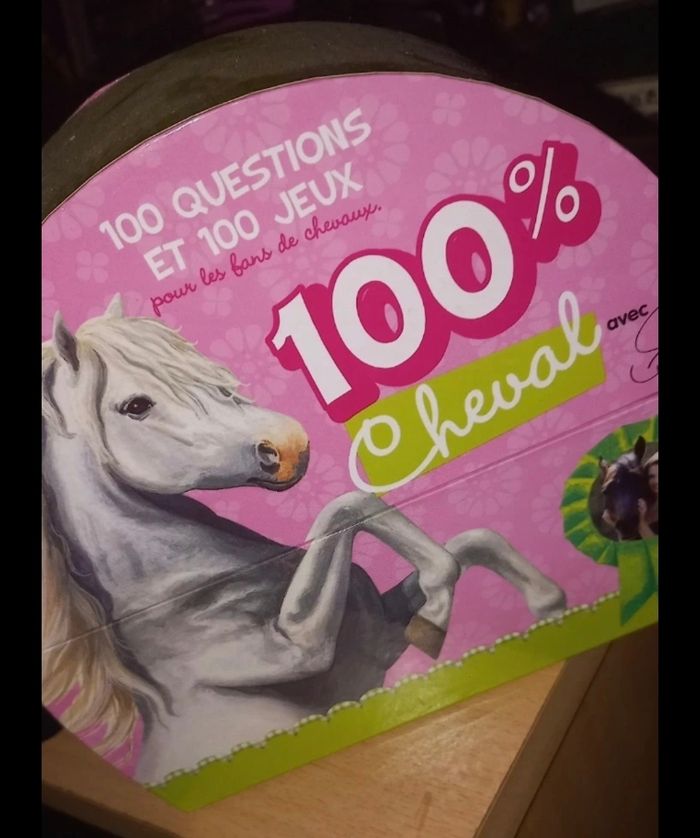 100 QUESTIONS
ET 100 JEUX
pour les fans de chevaux.
100%
Cheval
avec